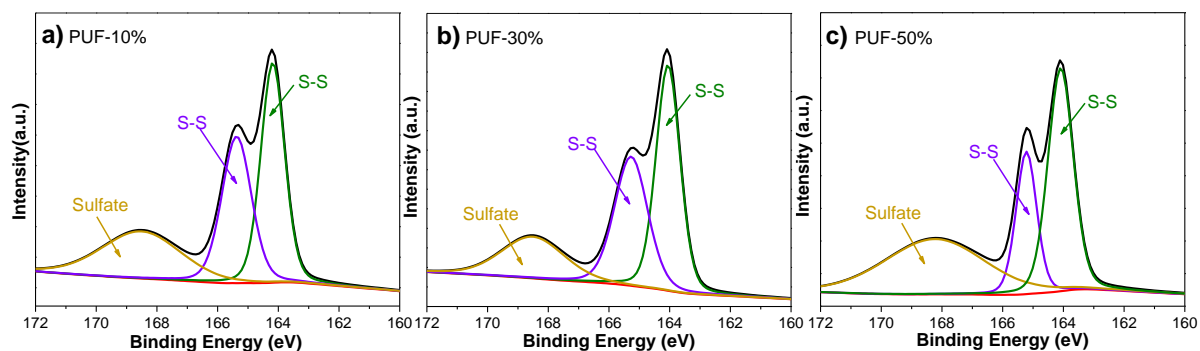 a) PUF-10%
S-S
S-S
Sulfate
Intensity(a.u.)
172 170 168 166 164 162 160
Binding Energy (eV)
b) PUF-30%
S-S
S-S
Sulfate
Intensity (a.u.)
172 170 168 166 164 162 160
Binding Energy (eV)
c) PUF-50%
S-S
S-S
Sulfate
Intensity (a.u.)
172 170 168 166 164 162 160
Binding Energy (eV)